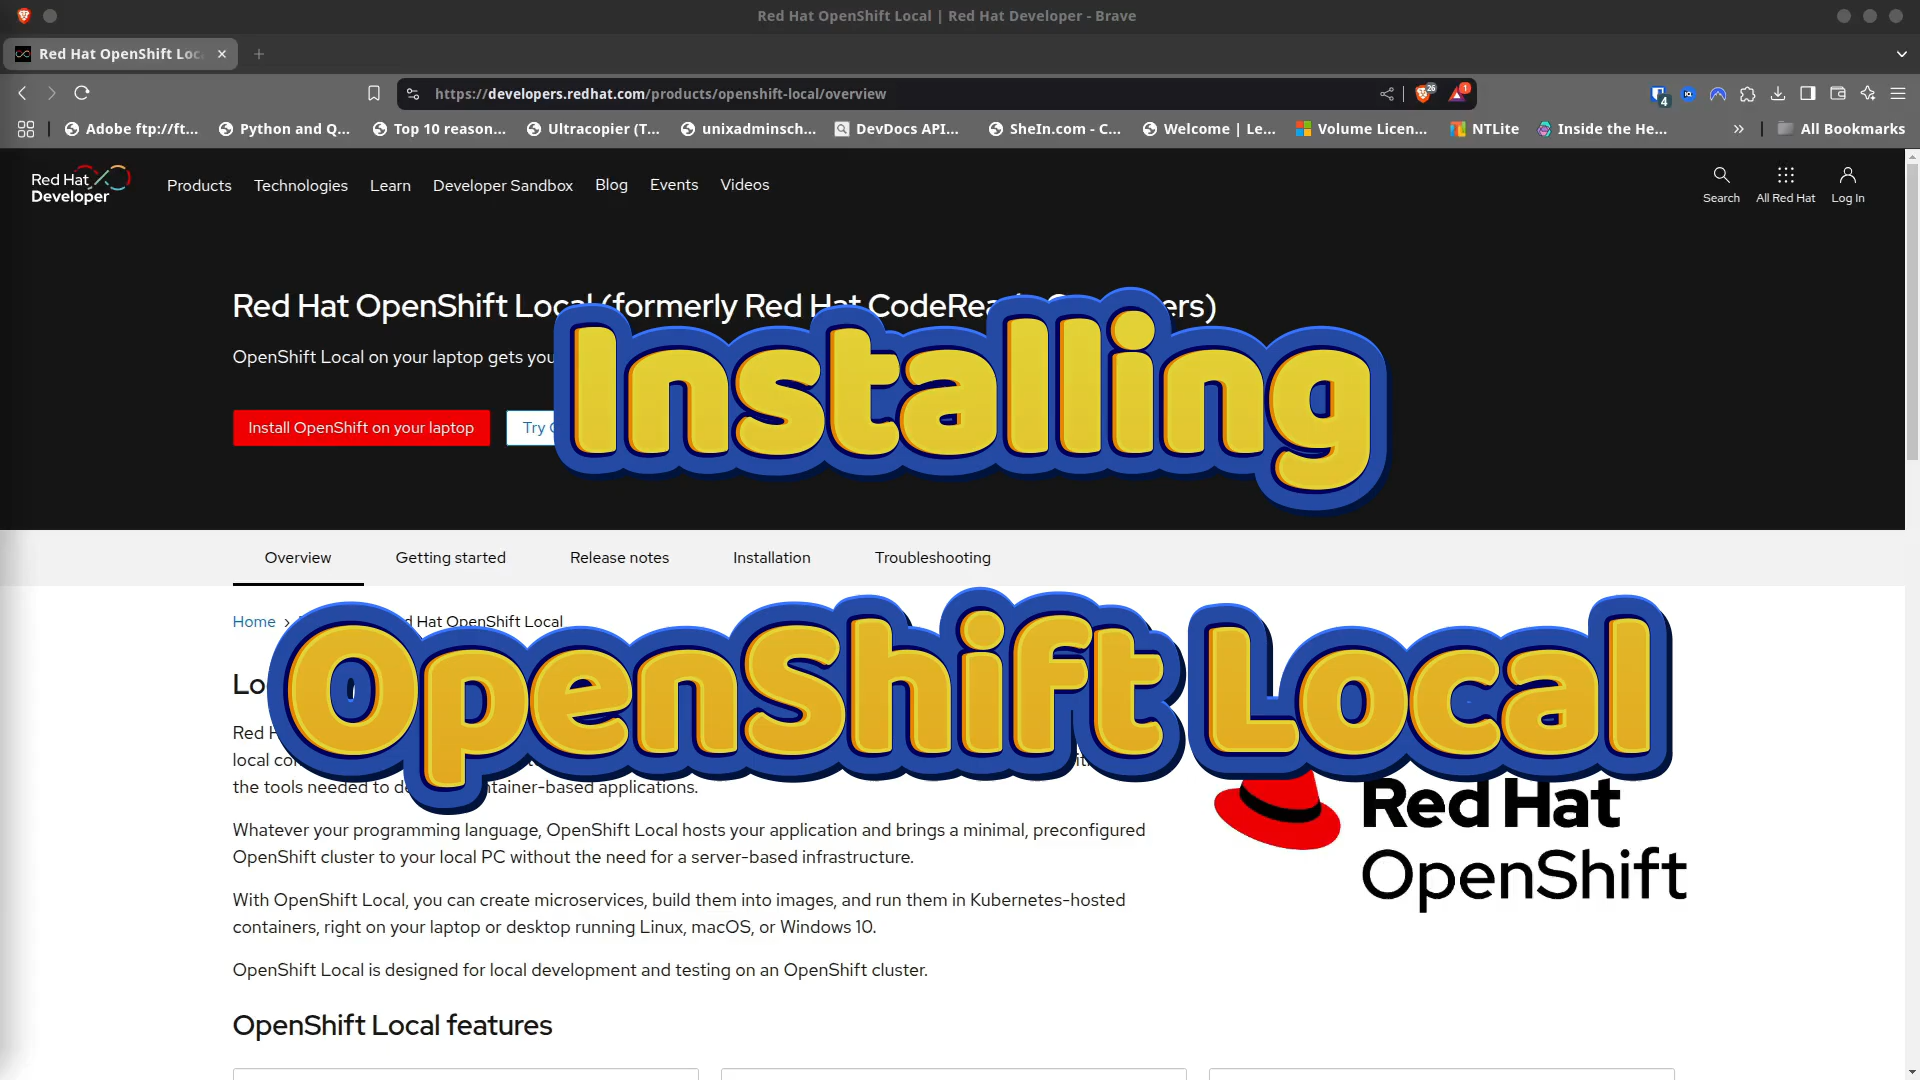 Red Hat OpenShift Local | Red Hat Developer - Brave
Red Hat OpenShift Loc
https://developers.redhat.com/products/openshift-local/overview
26
1
4
Adobe ftp://ft...
Python and Q...
Top 10 reason...
Ultracopier (T...
unixadminsch...
DevDocs API...
SheIn.com - C...
Welcome | Le...
Volume Licen...
NTLite
Inside the He...
All Bookmarks
Red Hat
Developer
Products
Technologies
Learn
Developer Sandbox
Blog
Events
Videos
Search
All Red Hat
Log In
Red Hat OpenShift Local (formerly Red Hat CodeRea ers)
OpenShift Local on your laptop gets you
Installing
Install OpenShift on your laptop
Try
Overview
Getting started
Release notes
Installation
Troubleshooting
Home > Hat OpenShift Local
OpenShift Local
Red
local
the tools needed to ntainer-based applications.
Whatever your programming language, OpenShift Local hosts your application and brings a minimal, preconfigured
OpenShift cluster to your local PC without the need for a server-based infrastructure.
With OpenShift Local, you can create microservices, build them into images, and run them in Kubernetes-hosted
containers, right on your laptop or desktop running Linux, macOS, or Windows 10.
OpenShift Local is designed for local development and testing on an OpenShift cluster.
Red Hat
OpenShift
OpenShift Local features